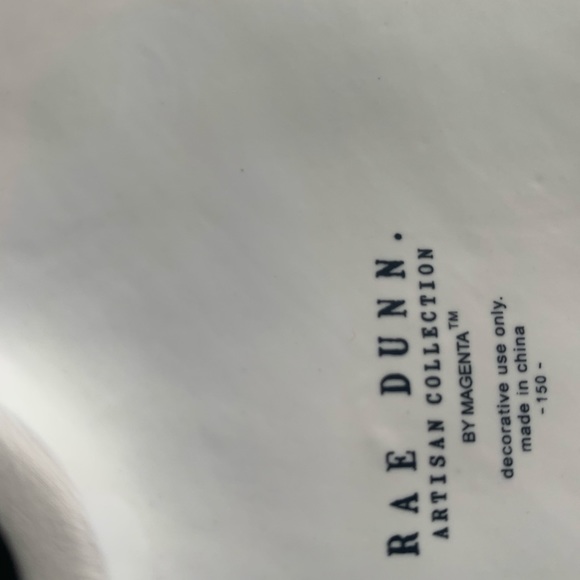 RAE DUNN.
ARTISAN COLLECTION
BY MAGENTA™
decorative use only.
made in china
-150-